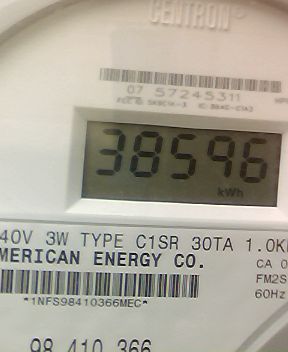 CENTRON
07 57245311
38596
kWh
40V 3W TYPE C1SR 30TA 1.0K
MERICAN ENERGY CO.
CA 0
FM2S
60Hz
*1NFS98410366MEC*
98 410 366